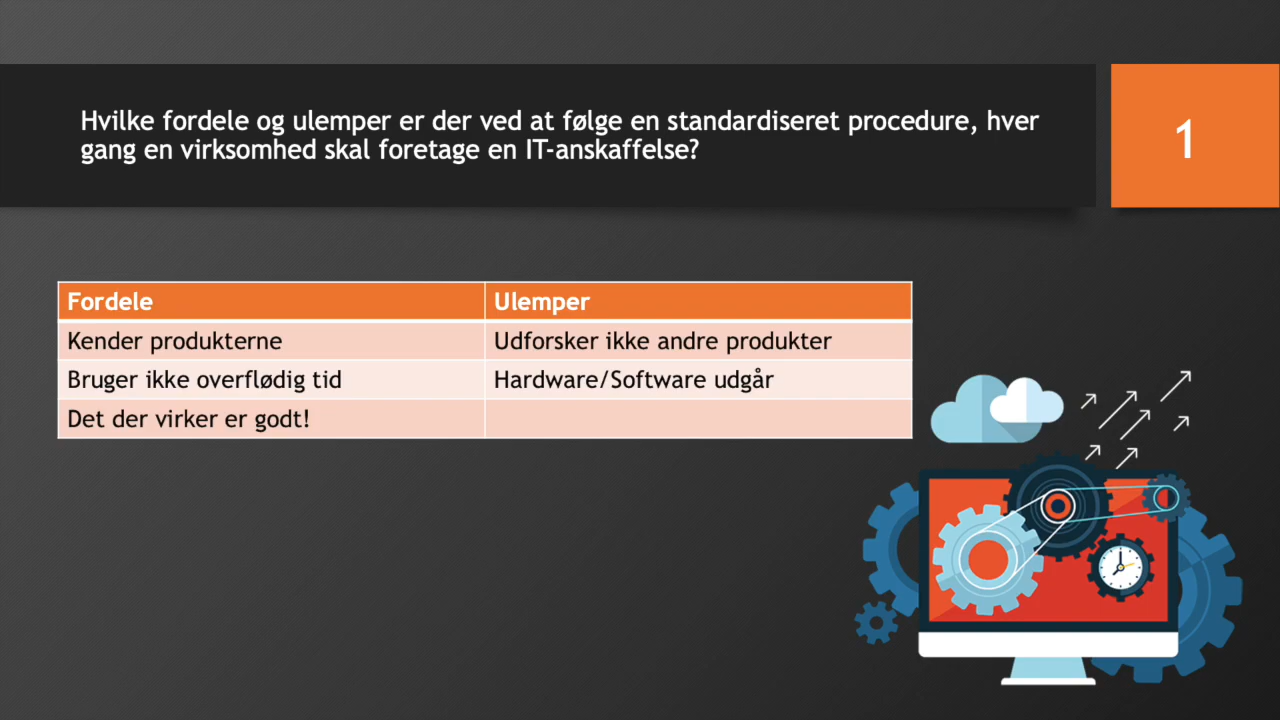 Hvilke fordele og ulemper er der ved at følge en standardiseret procedure, hver
gang en virksomhed skal foretage en IT-anskaffelse?
1
Fordele
Ulemper
Kender produkterne
Udforsker ikke andre produkter
Bruger ikke overflødig tid
Hardware/Software udgår
Det der virker er godt!